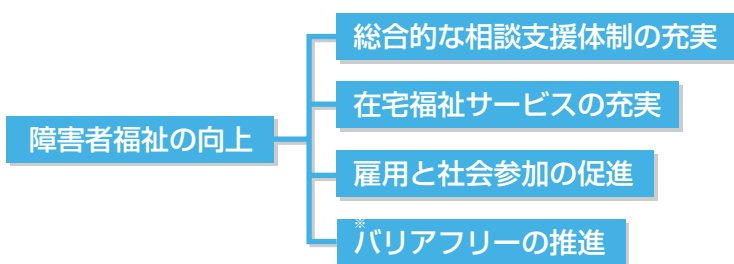 総合的な相談支援体制の充実
在宅福祉サービスの充実
障害者福祉の向上
雇用と社会参加の促進
※
バリアフリーの推進